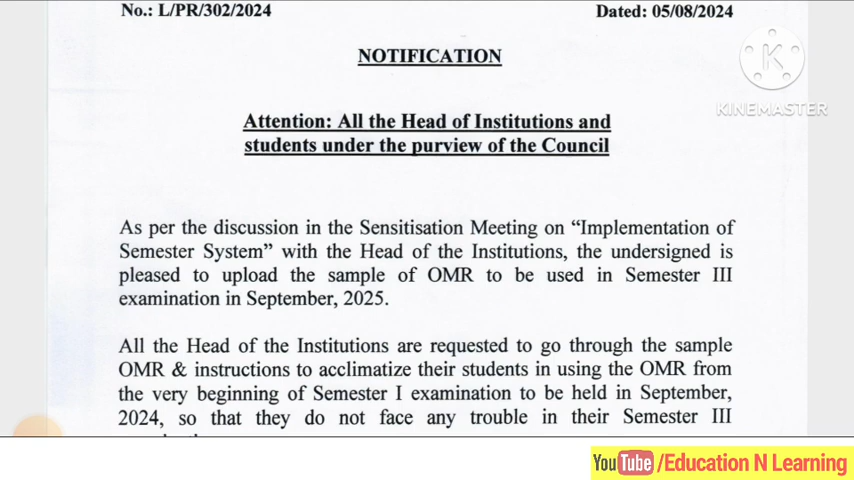 No.: L/PR/302/2024 Dated: 05/08/2024
NOTIFICATION
KINEMASTER
Attention: All the Head of Institutions and
students under the purview of the Council
As per the discussion in the Sensitisation Meeting on “Implementation of
Semester System” with the Head of the Institutions, the undersigned is
pleased to upload the sample of OMR to be used in Semester III
examination in September, 2025.
All the Head of the Institutions are requested to go through the sample
OMR & instructions to acclimatize their students in using the OMR from
the very beginning of Semester I examination to be held in September,
2024, so that they do not face any trouble in their Semester III
YouTube/Education N Learning